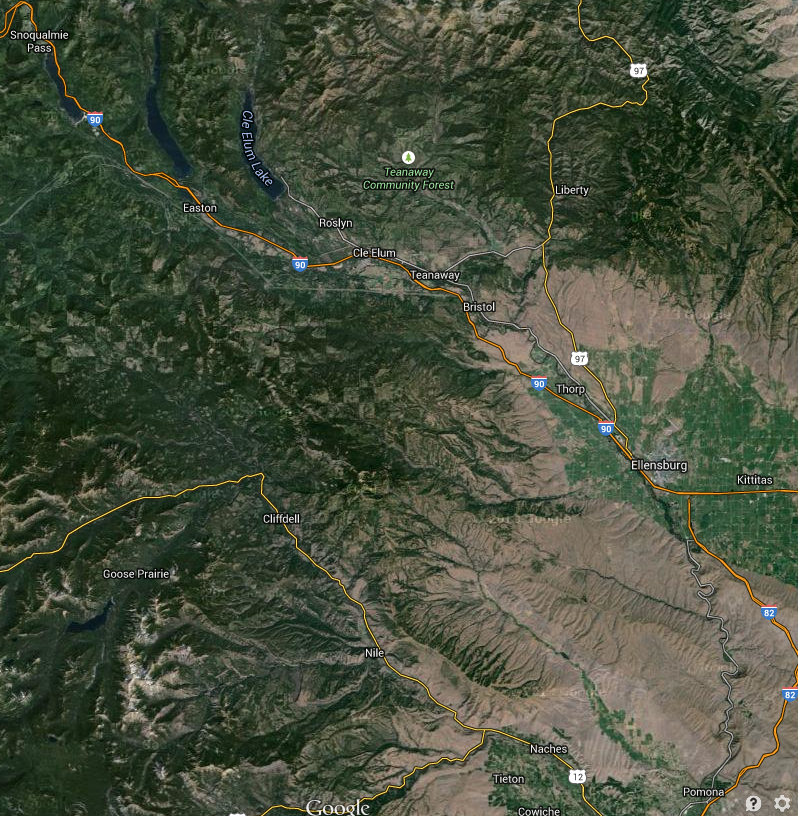 Snoqualmie
Pass
97
90
Cle Elum Lake
Teanaway
Community Forest
Liberty
Easton
Roslyn
Cle Elum
90
Teanaway
Bristol
97
90
Thorp
90
Ellensburg
Kittitas
Cliffdell
Goose Prairie
82
Nile
82
Naches
12
Tieton
Pomona
Google
Cowiche
?